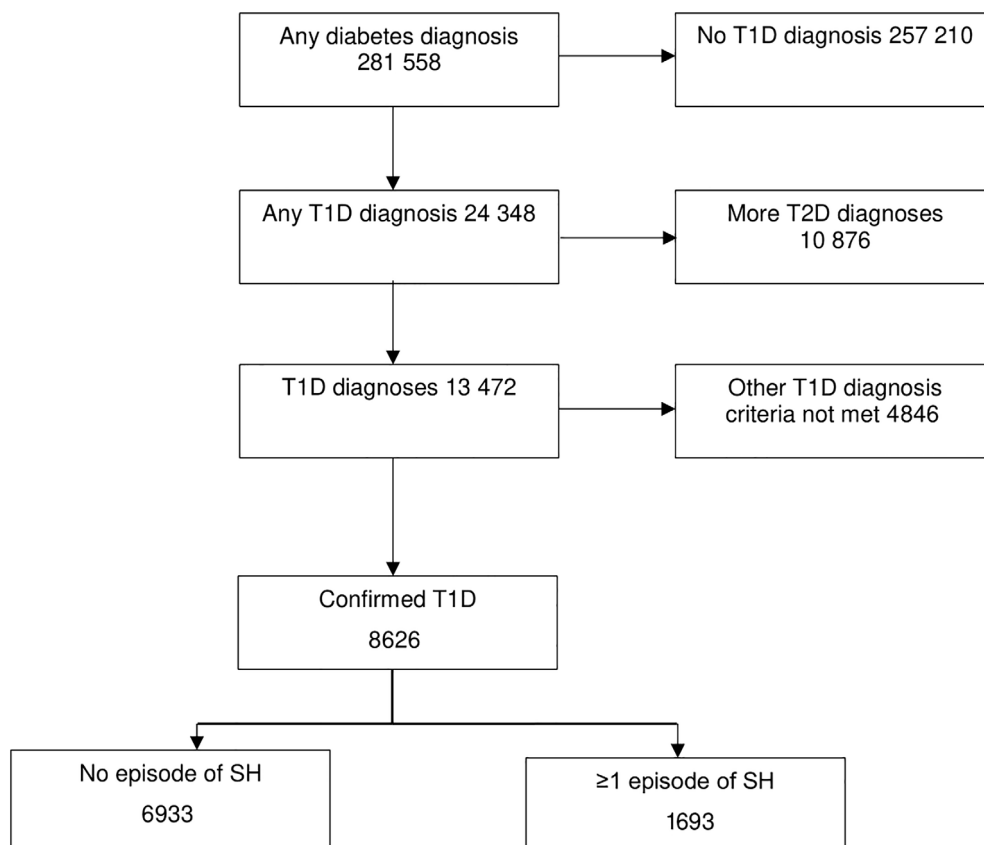 Any diabetes diagnosis
281 558
No T1D diagnosis 257 210
Any T1D diagnosis 24 348
More T2D diagnoses
10 876
T1D diagnoses 13 472
Other T1D diagnosis
criteria not met 4846
Confirmed T1D
8626
No episode of SH
6933
≥1 episode of SH
1693